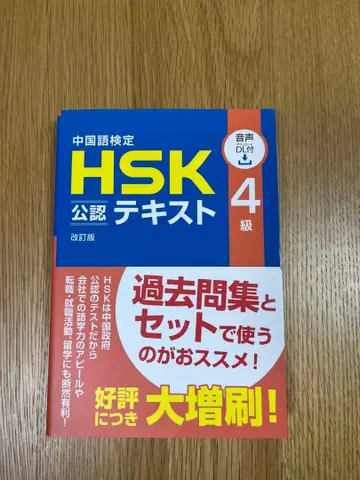 中国語検定
HSK
公認
テキスト
改訂版
音声
DL付
4級
過去問集と
セットで使う
のがおススメ!
HSKは中国政府
公認のテストだから
会社での語学力のアピールや
転職・就職活動、留学にも断然有利!
好評
につき
大増刷!